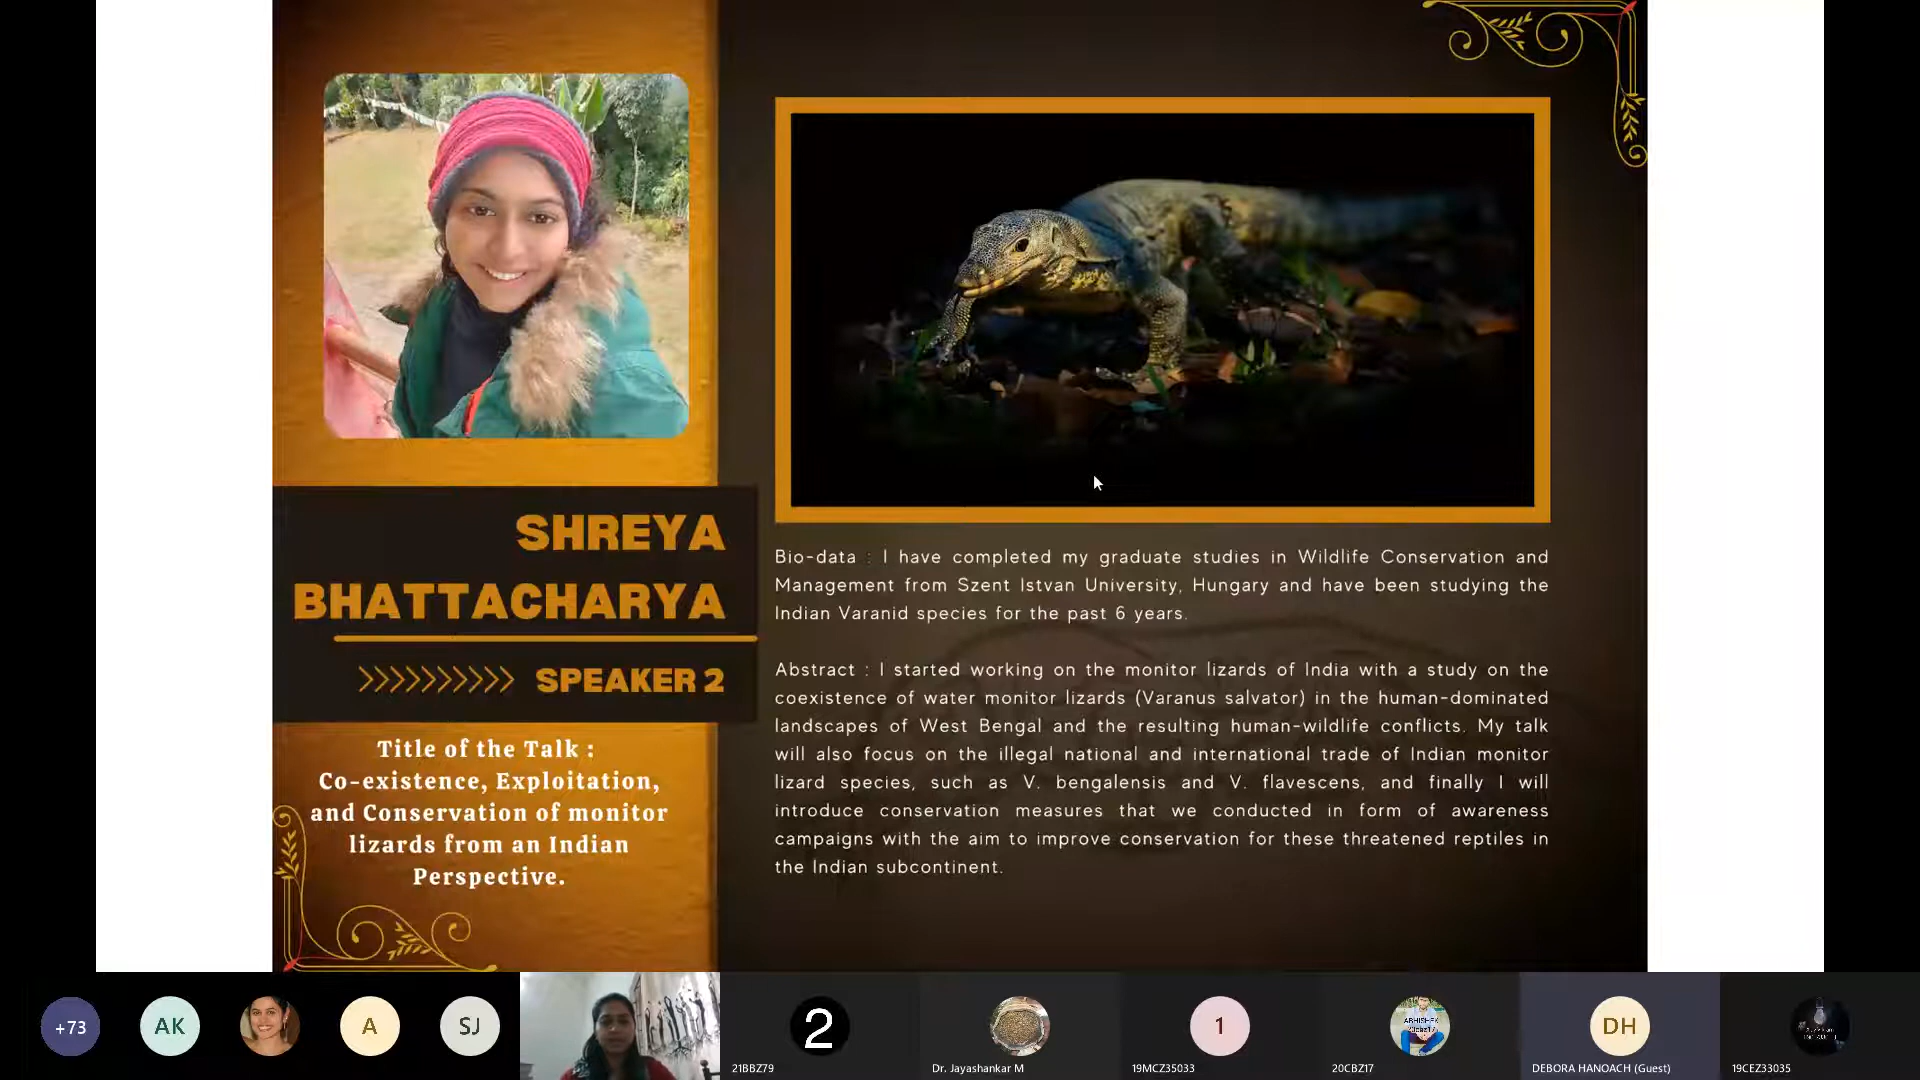 SHREYA
BHATTACHARYA
SPEAKER 2
Title of the Talk :
Co-existence, Exploitation,
and Conservation of monitor
lizards from an Indian
Perspective.
Bio-data : I have completed my graduate studies in Wildlife Conservation and
Management from Szent Istvan University, Hungary and have been studying the
Indian Varanid species for the past 6 years.
Abstract : I started working on the monitor lizards of India with a study on the
coexistence of water monitor lizards (Varanus salvator) in the human-dominated
landscapes of West Bengal and the resulting human-wildlife conflicts. My talk
will also focus on the illegal national and international trade of Indian monitor
lizard species, such as V. bengalensis and V. flavescens, and finally I will
introduce conservation measures that we conducted in form of awareness
campaigns with the aim to improve conservation for these threatened reptiles in
the Indian subcontinent.
+73
AK
A
SJ
2
21BBZ79
Dr. Jayashankar M
1
19MCZ35033
ABHISHEK
20cbz17
20CBZ17
DH
DEBORA HANOACH (Guest)
19CEZ33035